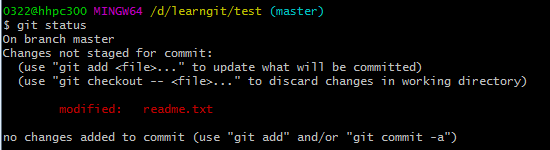 0322@hhpc300 MINGW64 /d/learngit/test (master)
$ git status
On branch master
Changes not staged for commit:
  (use "git add <file>..." to update what will be committed)
  (use "git checkout -- <file>..." to discard changes in working directory)
        modified:   readme.txt
no changes added to commit (use "git add" and/or "git commit -a")